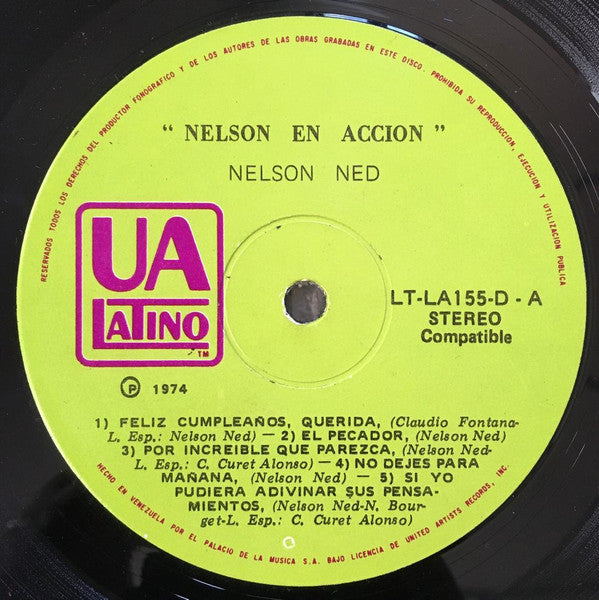 RESERVADOS TODOS LOS DERECHOS DEL PRODUCTOR FONOGRAFICO Y DE LOS AUTORES DE LAS OBRAS GRABADAS EN ESTE DISCO. PROHIBIDA SU REPRODUCCION, EJECUCION Y UTILIZACION PUBLICA
" NELSON EN ACCION "
NELSON NED
UA
LATINO
TM
LT-LA155-D - A
STEREO
Compatible
P 1974
1) FELIZ CUMPLEAÑOS, QUERIDA, (Claudio Fontana-
L. Esp.: Nelson Ned) — 2) EL PECADOR, (Nelson Ned)
3) POR INCREIBLE QUE PAREZCA, (Nelson Ned-
L. Esp.: C. Curet Alonso) — 4) NO DEJES PARA
MAÑANA, (Nelson Ned) — 5) SI YO
PUDIERA ADIVINAR SUS PENSA-
MIENTOS, (Nelson Ned-N. Bour-
get-L. Esp.: C. Curet Alonso)
HECHO EN VENEZUELA POR EL PALACIO DE LA MUSICA S.A. BAJO LICENCIA DE UNITED ARTISTS RECORDS, INC.